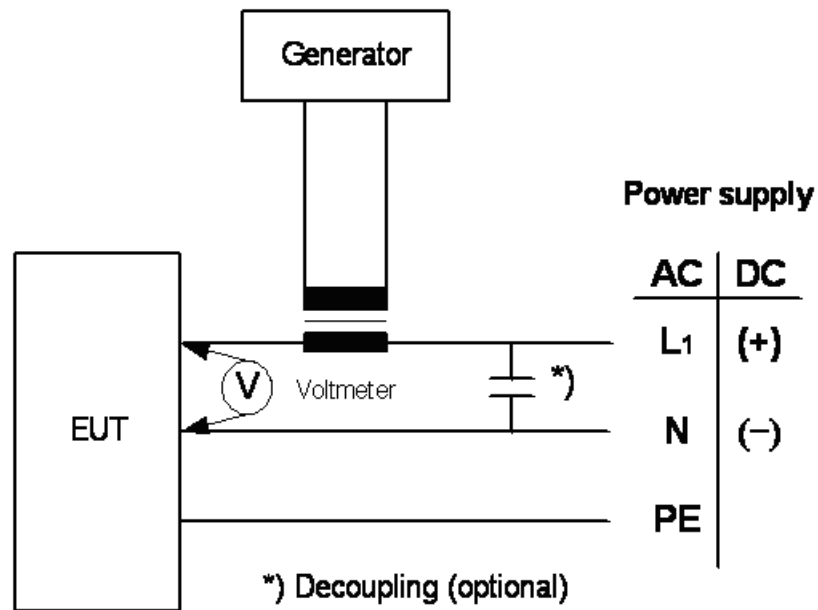 Generator
Power supply
AC DC
L1 (+)
V Voltmeter *)
EUT N (−)
PE
*) Decoupling (optional)